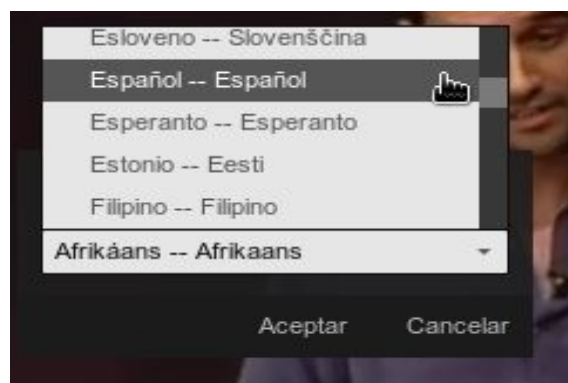 Esloveno -- Slovenščina
Español -- Español
Esperanto -- Esperanto
Estonio -- Eesti
Filipino -- Filipino
Afrikáans -- Afrikaans
Aceptar Cancelar